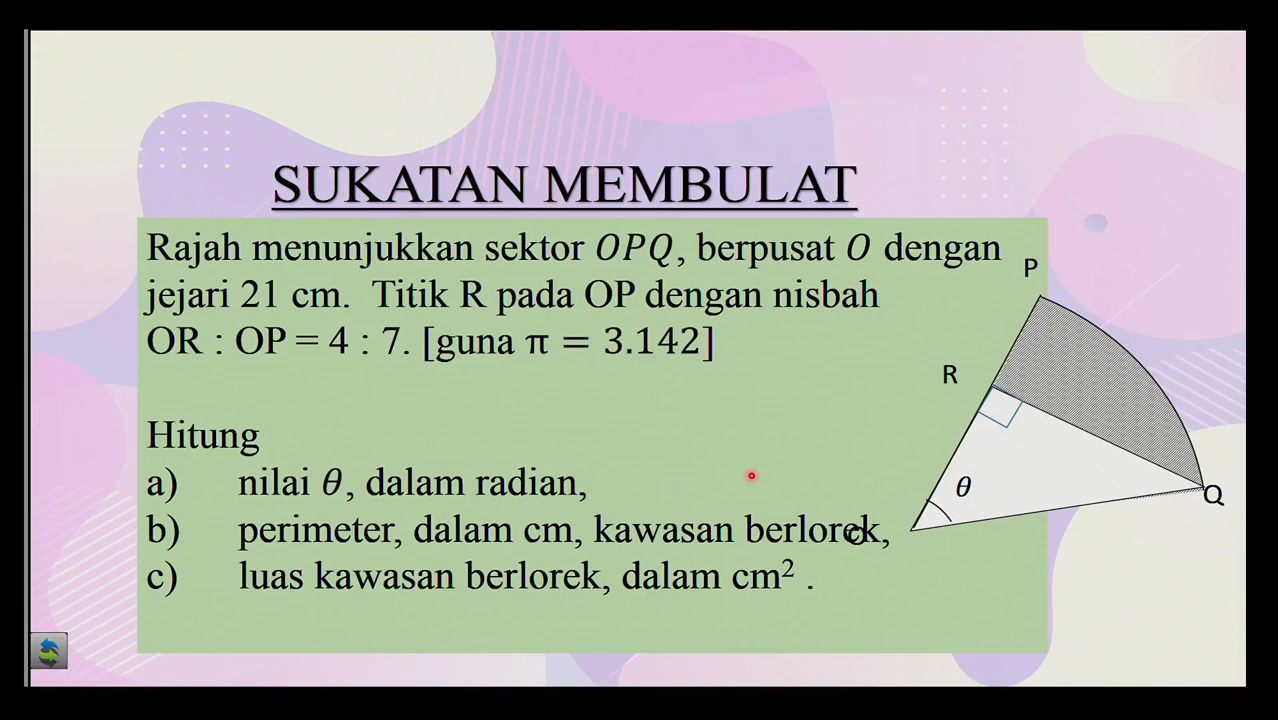 SUKATAN MEMBULAT
Rajah menunjukkan sektor OPQ, berpusat O dengan
jejari 21 cm. Titik R pada OP dengan nisbah
OR : OP = 4 : 7. [guna π = 3.142]
Hitung
a) nilai θ, dalam radian,
b) perimeter, dalam cm, kawasan berlorek,
c) luas kawasan berlorek, dalam cm² .
P
R
θ
Q
O